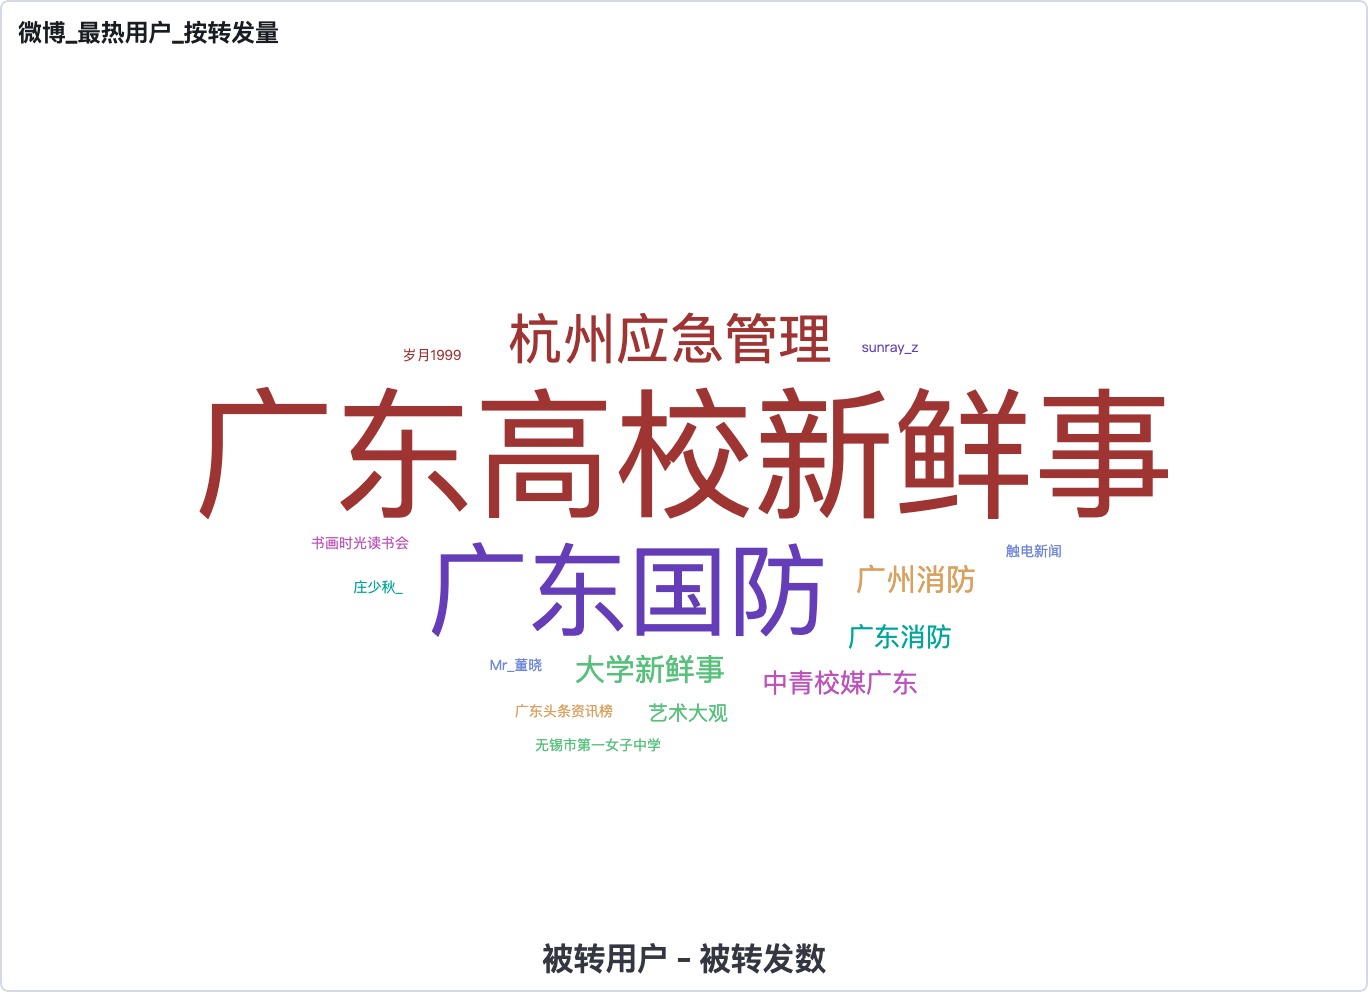 微博_最热用户_按转发量
杭州应急管理
岁月1999
sunray_z
广东高校新鲜事
书画时光读书会
广东国防
触电新闻
广州消防
庄少秋_
广东消防
Mr_董晓
大学新鲜事
中青校媒广东
广东头条资讯榜
艺术大观
无锡市第一女子中学
被转用户 - 被转发数